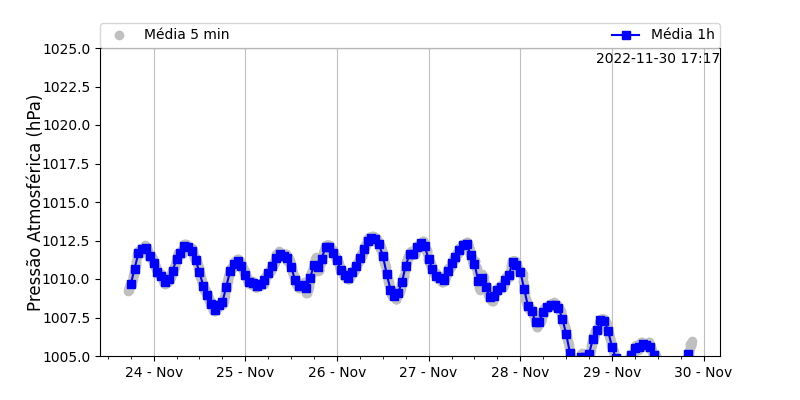 Média 5 min
Média 1h
2022-11-30 17:17
Pressão Atmosférica (hPa)
1025.0
1022.5
1020.0
1017.5
1015.0
1012.5
1010.0
1007.5
1005.0
24 - Nov
25 - Nov
26 - Nov
27 - Nov
28 - Nov
29 - Nov
30 - Nov